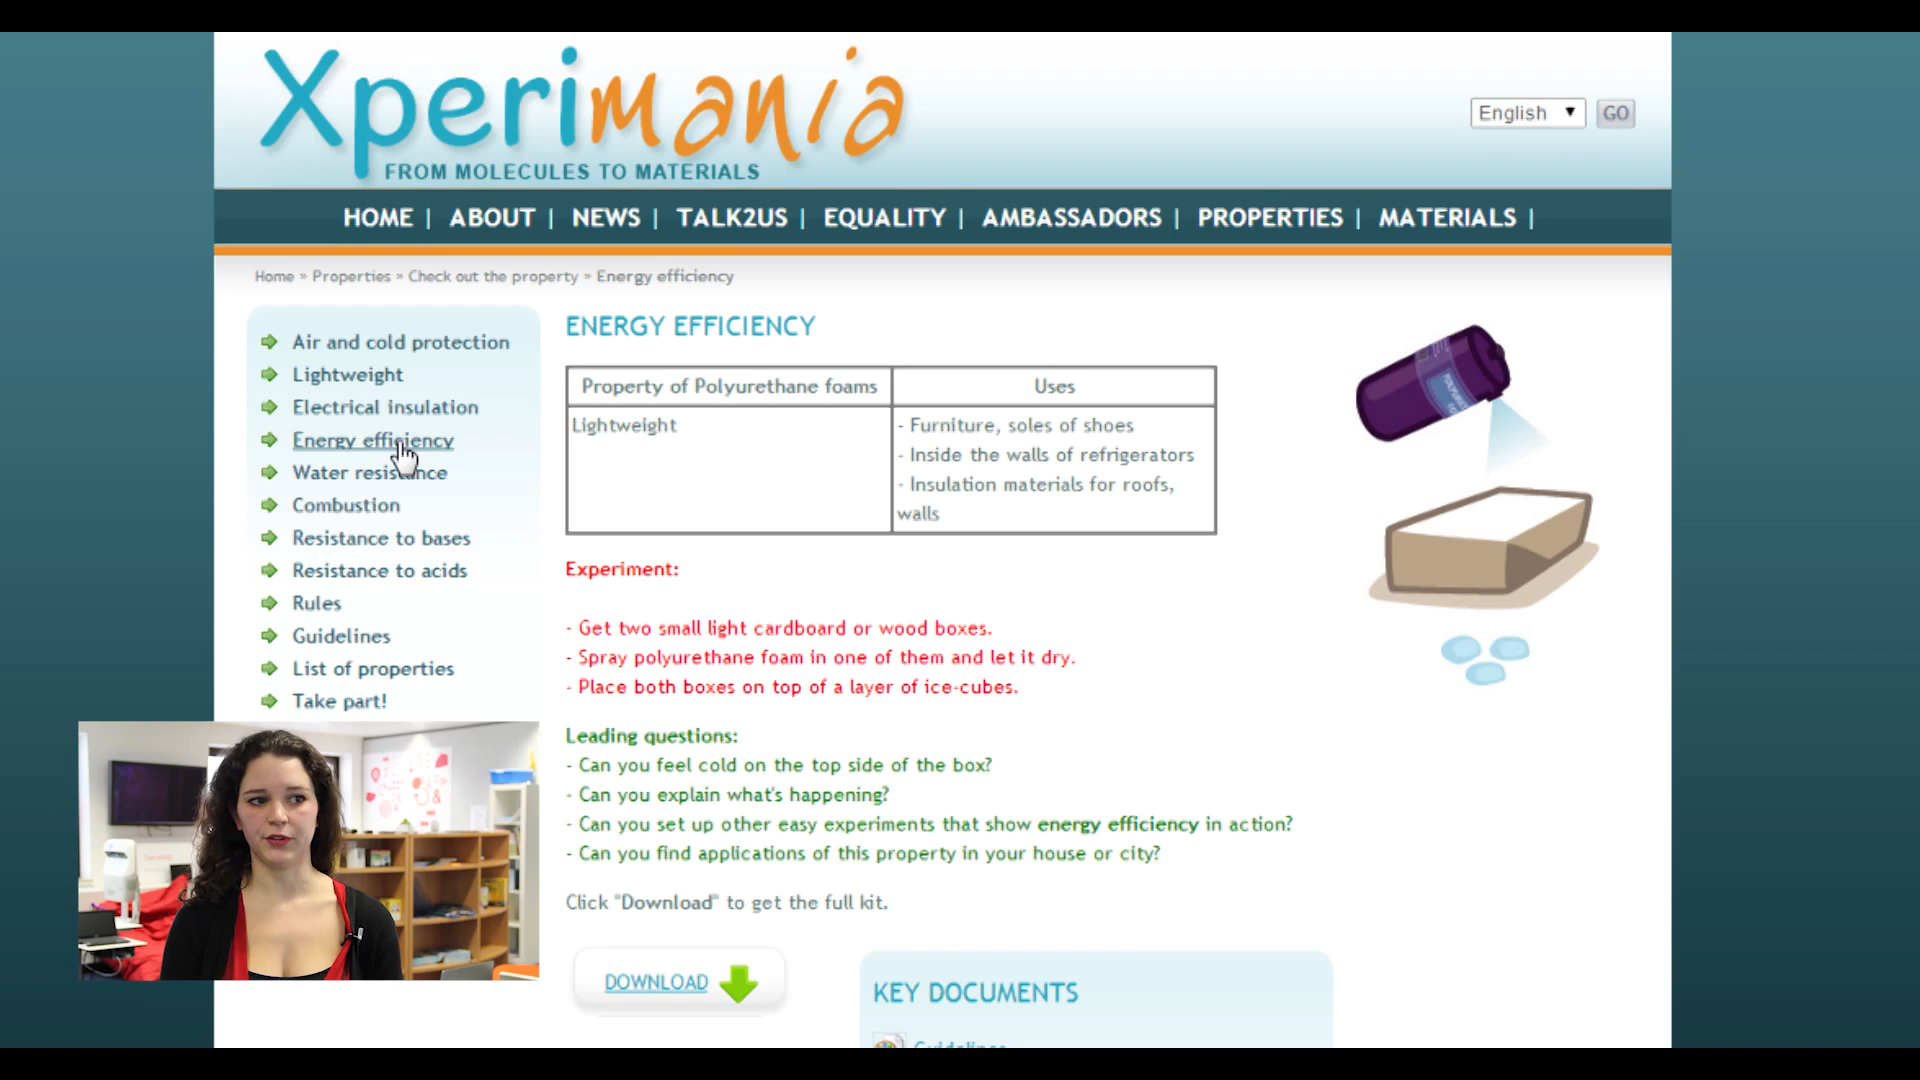 Xperimania
FROM MOLECULES TO MATERIALS
English
GO
HOME | ABOUT | NEWS | TALK2US | EQUALITY | AMBASSADORS | PROPERTIES | MATERIALS |
Home » Properties » Check out the property » Energy efficiency
Air and cold protection
Lightweight
Electrical insulation
Energy efficiency
Water resistance
Combustion
Resistance to bases
Resistance to acids
Rules
Guidelines
List of properties
Take part!
ENERGY EFFICIENCY
Property of Polyurethane foams
Uses
Lightweight
- Furniture, soles of shoes
- Inside the walls of refrigerators
- Insulation materials for roofs,
walls
Experiment:
- Get two small light cardboard or wood boxes.
- Spray polyurethane foam in one of them and let it dry.
- Place both boxes on top of a layer of ice-cubes.
Leading questions:
- Can you feel cold on the top side of the box?
- Can you explain what's happening?
- Can you set up other easy experiments that show energy efficiency in action?
- Can you find applications of this property in your house or city?
Click "Download" to get the full kit.
DOWNLOAD
KEY DOCUMENTS
Guidelines